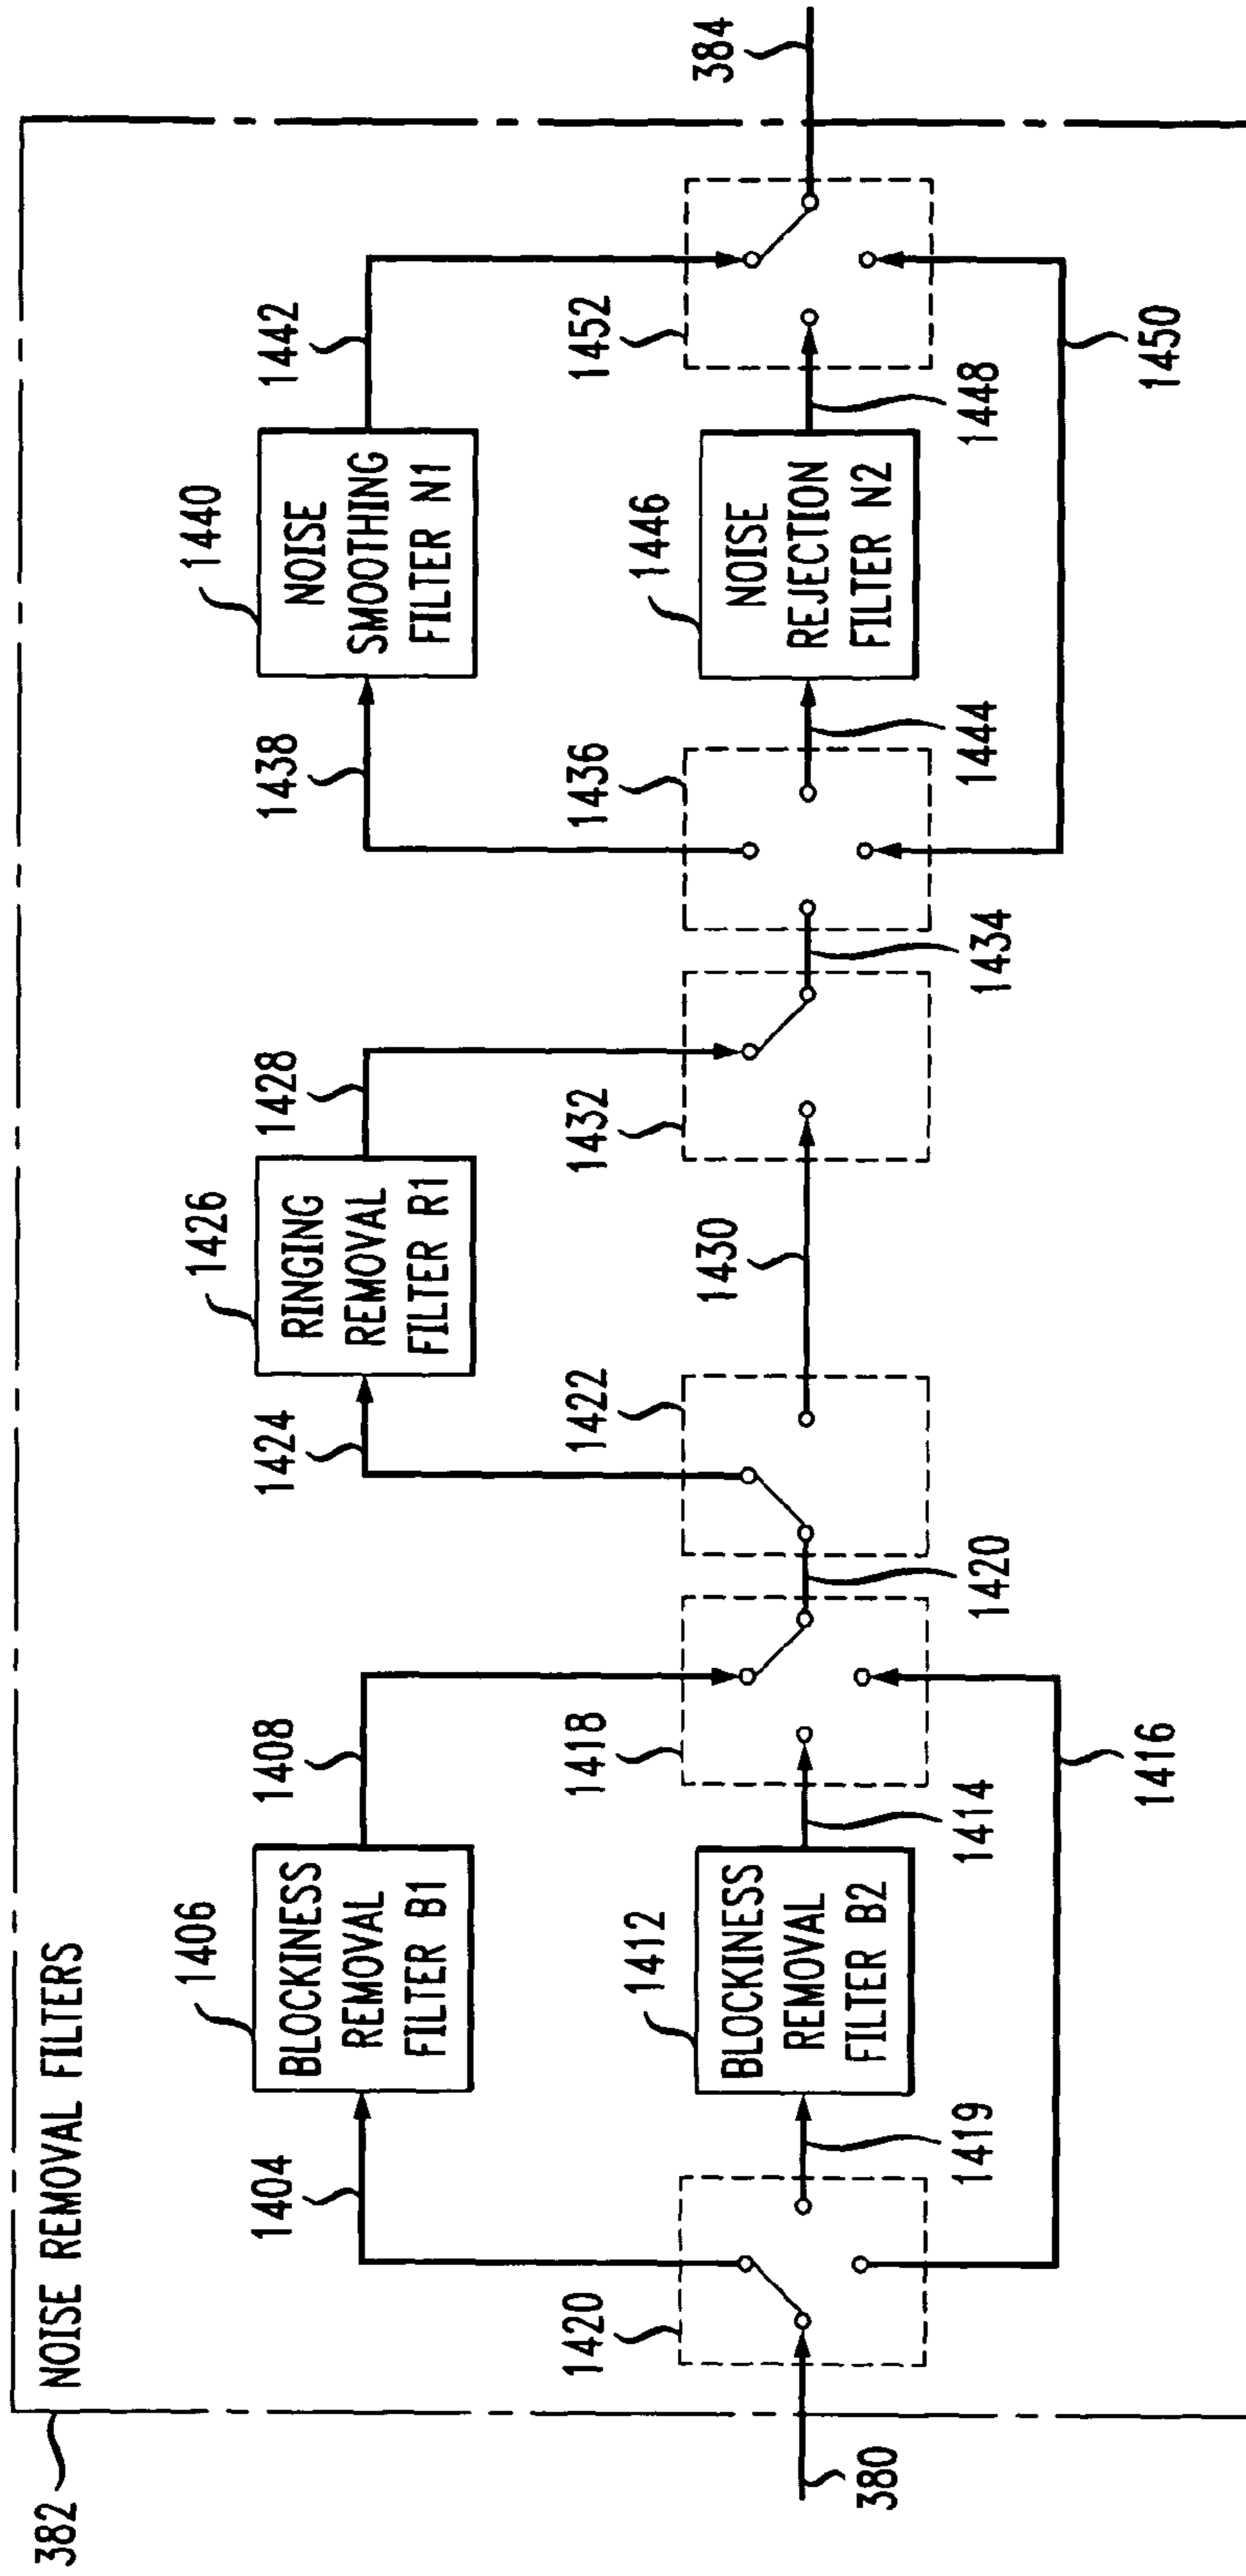 382
NOISE REMOVAL FILTERS
1406
BLOCKINESS
REMOVAL
FILTER B1
1404
1408
1426
RINGING
REMOVAL
FILTER R1
1424
1428
1440
NOISE
SMOOTHING
FILTER N1
1438
1442
380
1420
1419
1412
BLOCKINESS
REMOVAL
FILTER B2
1414
1418
1416
1420
1422
1430
1432
1434
1436
1444
1446
NOISE
REJECTION
FILTER N2
1448
1452
1450
384